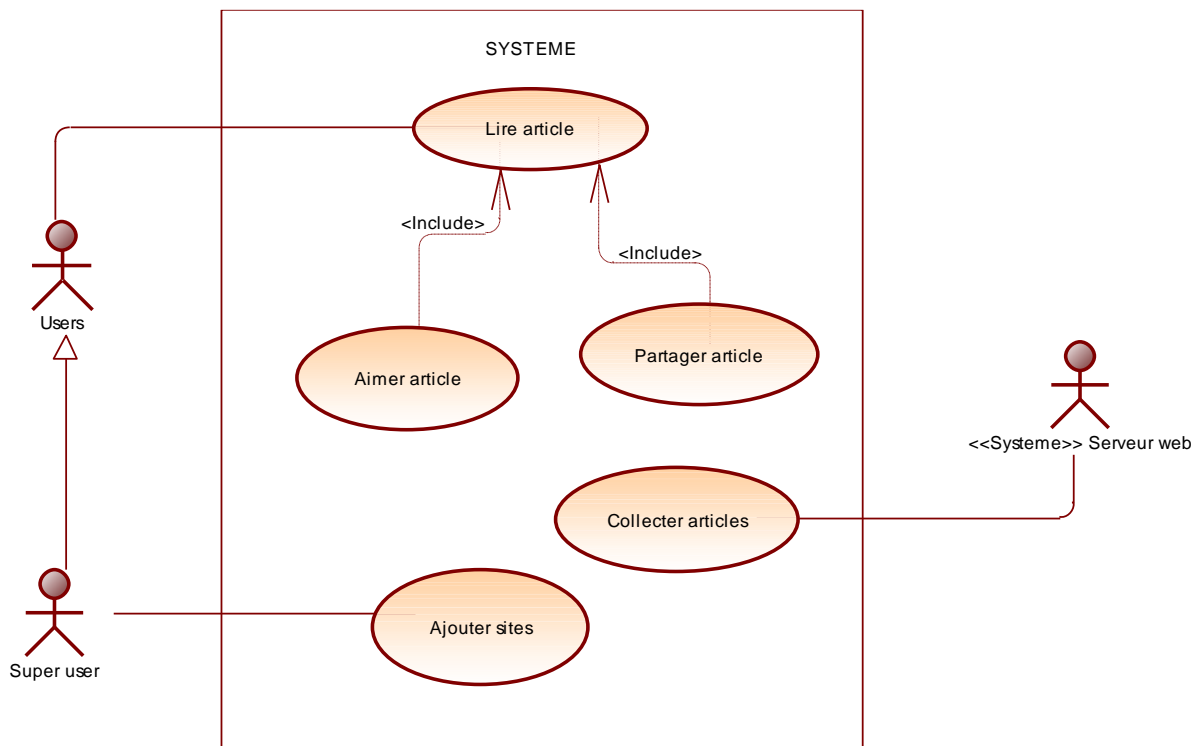 SYSTEME
Lire article
<Include>
<Include>
Users
Aimer article
Partager article
<<Systeme>> Serveur web
Collecter articles
Ajouter sites
Super user